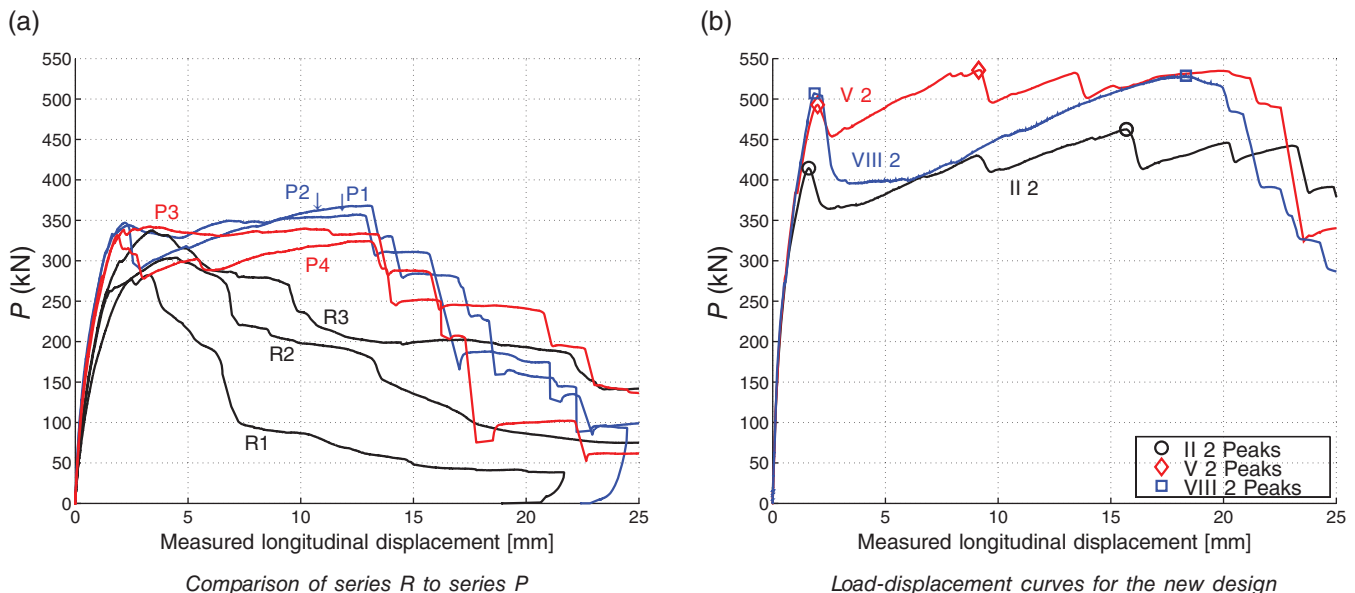 (a)
550
500
450
400
350
300
250
200
150
100
50
0
P (kN)
P2
P1
P3
P4
R3
R2
R1
0 5 10 15 20 25
Measured longitudinal displacement [mm]
Comparison of series R to series P
(b)
550
500
450
400
350
300
250
200
150
100
50
0
P (kN)
V 2
VIII 2
II 2
II 2 Peaks
V 2 Peaks
VIII 2 Peaks
0 5 10 15 20 25
Measured longitudinal displacement [mm]
Load-displacement curves for the new design